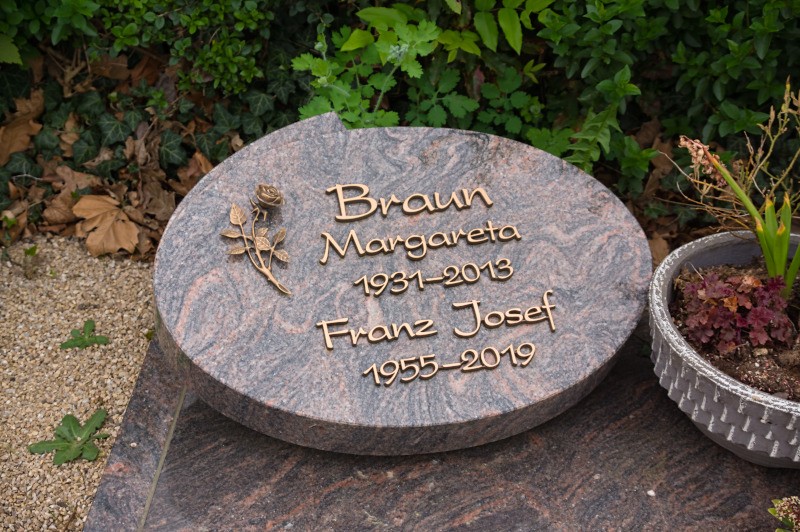 Braun
Margareta
1931–2013
Franz Josef
1955–2019